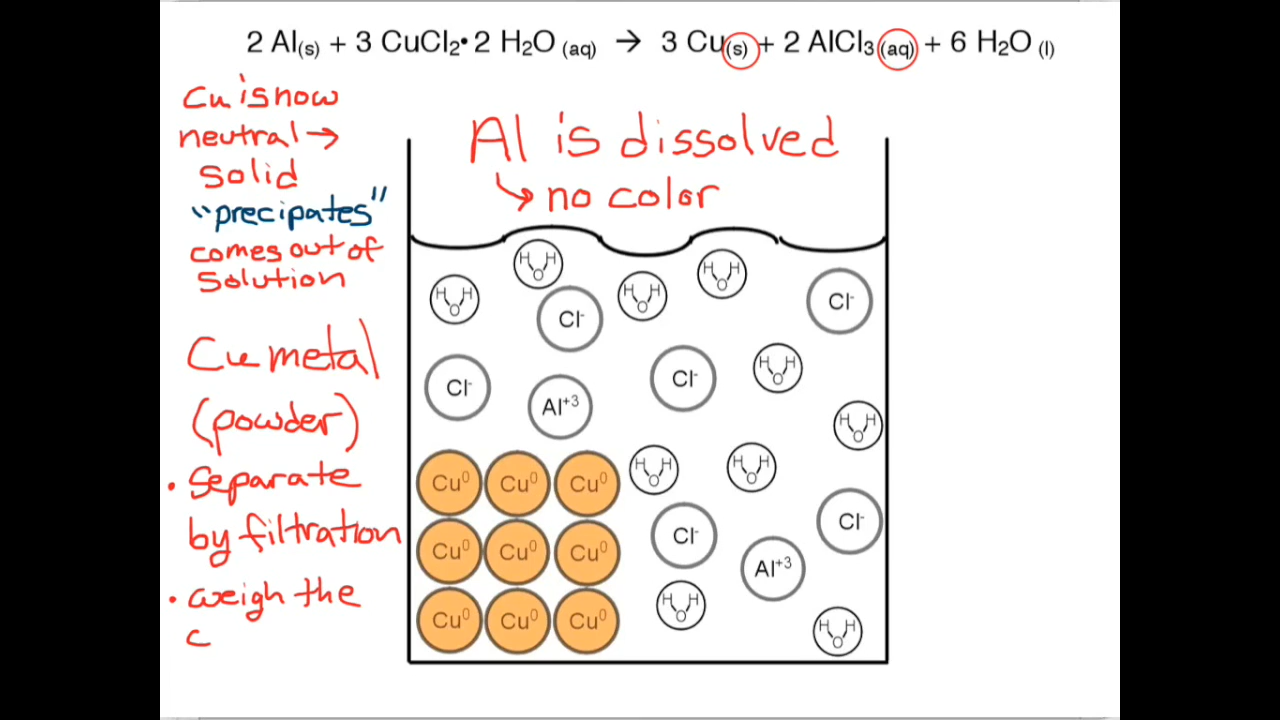 2 Al(s) + 3 CuCl₂• 2 H₂O (aq) → 3 Cu(s) + 2 AlCl₃(aq) + 6 H₂O (l)
Cu is now
neutral →
solid
"precipates"
comes out of
solution
Cu metal
(powder)
• separate
by filtration
• weigh the
c
Al is dissolved
↳ no color
H H O
H H O
H H O
H H O
Cl⁻
Cl⁻
Cl⁻
Cl⁻
H H O
Al⁺³
H H O
Cu⁰ Cu⁰ Cu⁰
H H O
H H O
Cl⁻
Cl⁻
Cu⁰ Cu⁰ Cu⁰
Al⁺³
H H O
Cu⁰ Cu⁰ Cu⁰
H H O